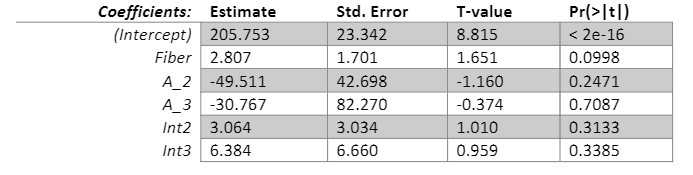 Coefficients: Estimate Std. Error T-value Pr(>|t|)
(Intercept) 205.753 23.342 8.815 < 2e-16
Fiber 2.807 1.701 1.651 0.0998
A_2 -49.511 42.698 -1.160 0.2471
A_3 -30.767 82.270 -0.374 0.7087
Int2 3.064 3.034 1.010 0.3133
Int3 6.384 6.660 0.959 0.3385